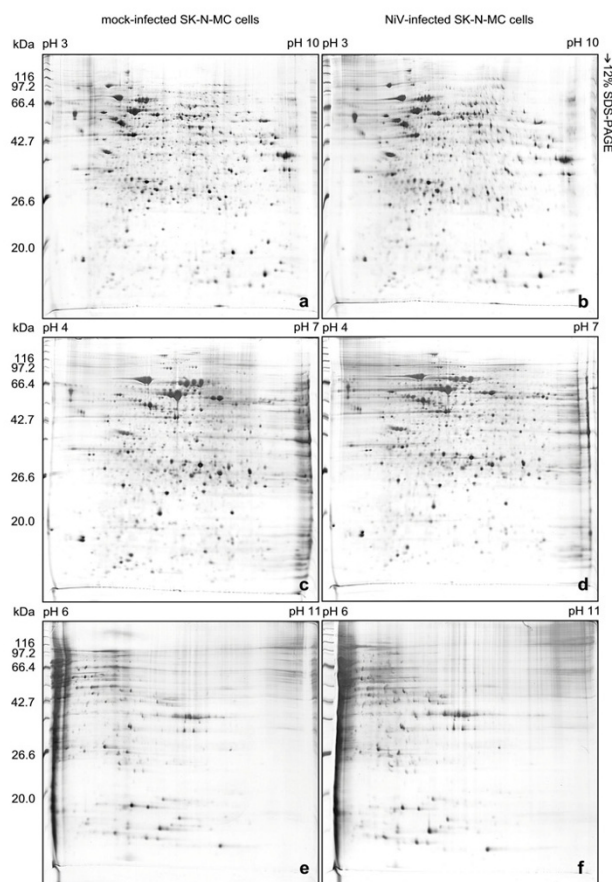 mock-infected SK-N-MC cells NiV-infected SK-N-MC cells
kDa pH 3 pH 10 pH 3 pH 10
116
97.2
66.4
42.7
26.6
20.0
→12% SDS-PAGE
a b
kDa pH 4 pH 7 pH 4 pH 7
116
97.2
66.4
42.7
26.6
20.0
c d
kDa pH 6 pH 11 pH 6 pH 11
116
97.2
66.4
42.7
26.6
20.0
e f